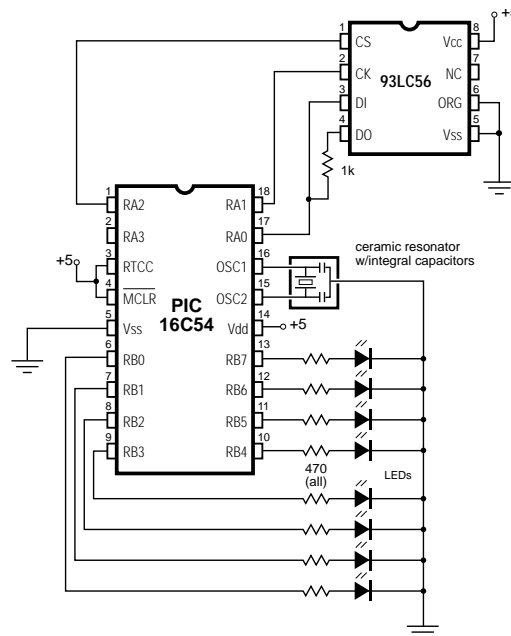 +5
1
CS
Vcc
8
2
CK
NC
7
93LC56
3
DI
ORG
6
4
DO
Vss
5
1k
1
RA2
RA1
18
2
RA3
RA0
17
+5
3
RTCC
OSC1
16
4
MCLR
OSC2
15
PIC
16C54
5
Vss
Vdd
14
+5
6
RB0
RB7
13
7
RB1
RB6
12
8
RB2
RB5
11
9
RB3
RB4
10
ceramic resonator
w/integral capacitors
470
(all)
LEDs